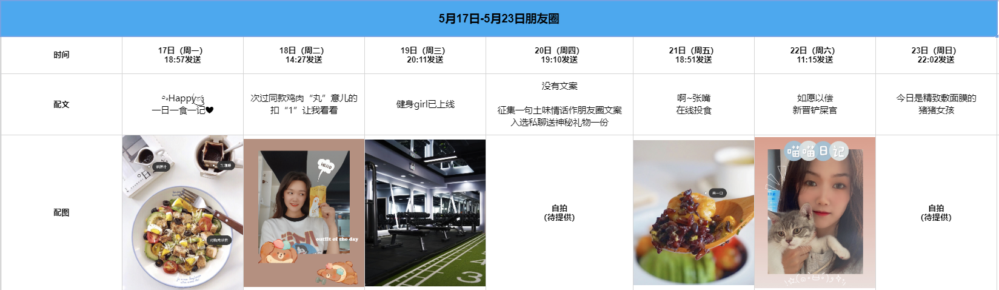 5月17日-5月23日朋友圈
时间
17日（周一）
18:57发送
18日（周二）
14:27发送
19日（周三）
20:11发送
20日（周四）
19:10发送
21日（周五）
18:51发送
22日（周六）
11:15发送
23日（周日）
22:02发送
配文
Happy
一日一食一记❤
次过同款鸡肉“丸”意儿的
扣“1”让我看看
健身girl已上线
没有文案
征集一句土味情话作朋友圈文案
入选私聊送神秘礼物一份
啊~张嘴
在线投食
如愿以偿
新晋铲屎官
今日是精致敷面膜的
猪猪女孩
配图
HELLO
outfit of the day
自拍
（待提供）
来一口
喵喵日记
自拍
（待提供）